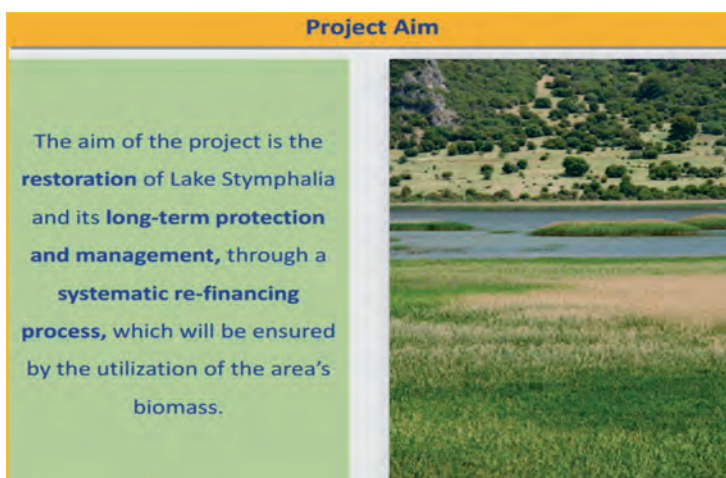 Project Aim
The aim of the project is the
restoration of Lake Stymphalia
and its long-term protection
and management, through a
systematic re-financing
process, which will be ensured
by the utilization of the area's
biomass.